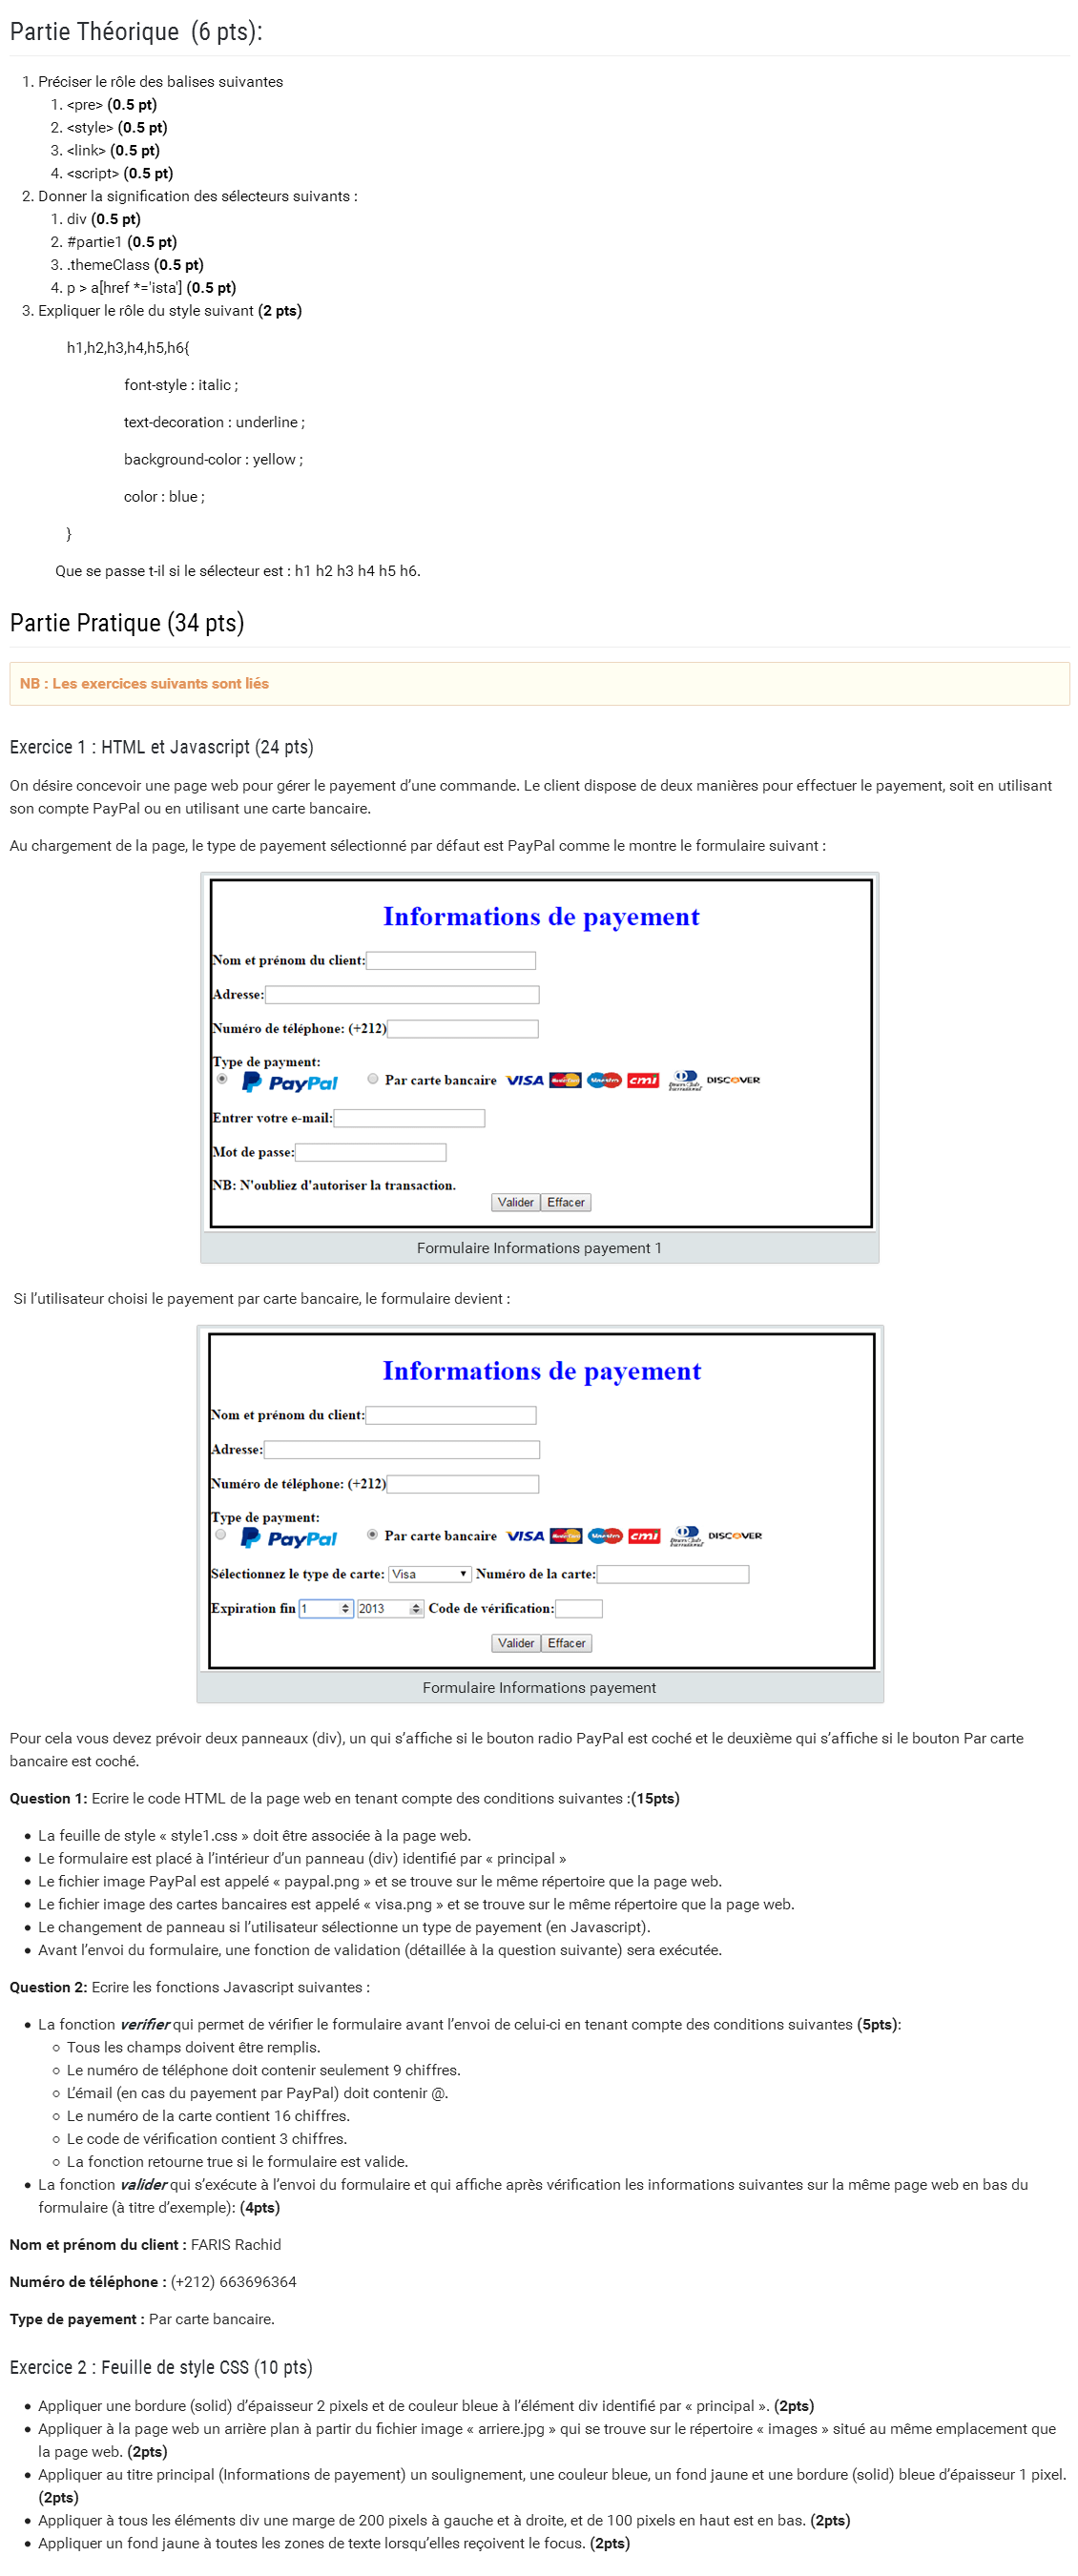 Partie Théorique (6 pts):
1. Préciser le rôle des balises suivantes
1. <pre> (0.5 pt)
2. <style> (0.5 pt)
3. <link> (0.5 pt)
4. <script> (0.5 pt)
2. Donner la signification des sélecteurs suivants :
1. div (0.5 pt)
2. #partie1 (0.5 pt)
3. .themeClass (0.5 pt)
4. p > a[href *='ista'] (0.5 pt)
3. Expliquer le rôle du style suivant (2 pts)
h1,h2,h3,h4,h5,h6{
font-style : italic ;
text-decoration : underline ;
background-color : yellow ;
color : blue ;
}
Que se passe t-il si le sélecteur est : h1 h2 h3 h4 h5 h6.
Partie Pratique (34 pts)
NB : Les exercices suivants sont liés
Exercice 1 : HTML et Javascript (24 pts)
On désire concevoir une page web pour gérer le payement d’une commande. Le client dispose de deux manières pour effectuer le payement, soit en utilisant
son compte PayPal ou en utilisant une carte bancaire.
Au chargement de la page, le type de payement sélectionné par défaut est PayPal comme le montre le formulaire suivant :
Informations de payement
Nom et prénom du client:
Adresse:
Numéro de téléphone: (+212)
Type de payment:
PayPal Par carte bancaire VISA MasterCard Maestro cmi Diners Club International DISCOVER
Entrer votre e-mail:
Mot de passe:
NB: N'oubliez d'autoriser la transaction.
Valider Effacer
Formulaire Informations payement 1
Si l’utilisateur choisi le payement par carte bancaire, le formulaire devient :
Informations de payement
Nom et prénom du client:
Adresse:
Numéro de téléphone: (+212)
Type de payment:
PayPal Par carte bancaire VISA MasterCard Maestro cmi Diners Club International DISCOVER
Sélectionnez le type de carte: Visa Numéro de la carte:
Expiration fin 1 2013 Code de vérification:
Valider Effacer
Formulaire Informations payement
Pour cela vous devez prévoir deux panneaux (div), un qui s’affiche si le bouton radio PayPal est coché et le deuxième qui s’affiche si le bouton Par carte
bancaire est coché.
Question 1: Ecrire le code HTML de la page web en tenant compte des conditions suivantes :(15pts)
• La feuille de style « style1.css » doit être associée à la page web.
• Le formulaire est placé à l’intérieur d’un panneau (div) identifié par « principal »
• Le fichier image PayPal est appelé « paypal.png » et se trouve sur le même répertoire que la page web.
• Le fichier image des cartes bancaires est appelé « visa.png » et se trouve sur le même répertoire que la page web.
• Le changement de panneau si l’utilisateur sélectionne un type de payement (en Javascript).
• Avant l’envoi du formulaire, une fonction de validation (détaillée à la question suivante) sera exécutée.
Question 2: Ecrire les fonctions Javascript suivantes :
• La fonction verifier qui permet de vérifier le formulaire avant l’envoi de celui-ci en tenant compte des conditions suivantes (5pts):
○ Tous les champs doivent être remplis.
○ Le numéro de téléphone doit contenir seulement 9 chiffres.
○ L’émail (en cas du payement par PayPal) doit contenir @.
○ Le numéro de la carte contient 16 chiffres.
○ Le code de vérification contient 3 chiffres.
○ La fonction retourne true si le formulaire est valide.
• La fonction valider qui s’exécute à l’envoi du formulaire et qui affiche après vérification les informations suivantes sur la même page web en bas du
formulaire (à titre d’exemple): (4pts)
Nom et prénom du client : FARIS Rachid
Numéro de téléphone : (+212) 663696364
Type de payement : Par carte bancaire.
Exercice 2 : Feuille de style CSS (10 pts)
• Appliquer une bordure (solid) d’épaisseur 2 pixels et de couleur bleue à l’élément div identifié par « principal ». (2pts)
• Appliquer à la page web un arrière plan à partir du fichier image « arriere.jpg » qui se trouve sur le répertoire « images » situé au même emplacement que
la page web. (2pts)
• Appliquer au titre principal (Informations de payement) un soulignement, une couleur bleue, un fond jaune et une bordure (solid) bleue d’épaisseur 1 pixel.
(2pts)
• Appliquer à tous les éléments div une marge de 200 pixels à gauche et à droite, et de 100 pixels en haut est en bas. (2pts)
• Appliquer un fond jaune à toutes les zones de texte lorsqu’elles reçoivent le focus. (2pts)